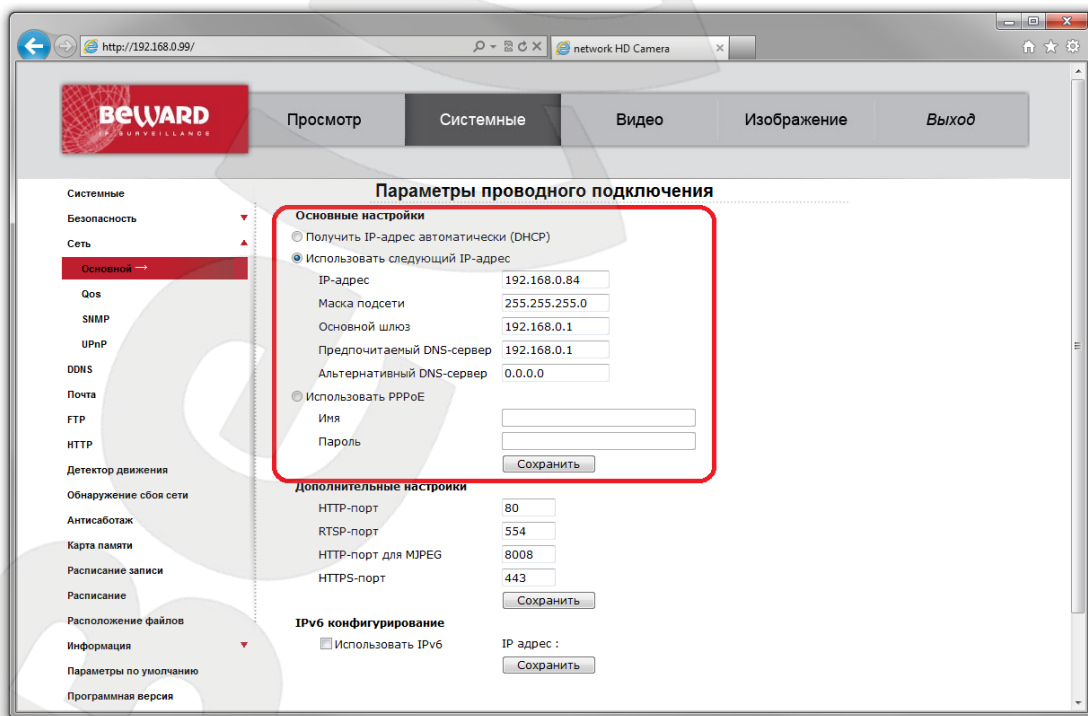 http://192.168.0.99/
network HD Camera
BEWARD
IP SURVEILLANCE
Просмотр
Системные
Видео
Изображение
Выход
Системные
Безопасность
Сеть
Основной →
Qos
SNMP
UPnP
DDNS
Почта
FTP
HTTP
Детектор движения
Обнаружение сбоя сети
Антисаботаж
Карта памяти
Расписание записи
Расписание
Расположение файлов
Информация
Параметры по умолчанию
Программная версия
Параметры проводного подключения
Основные настройки
Получить IP-адрес автоматически (DHCP)
Использовать следующий IP-адрес
IP-адрес 192.168.0.84
Маска подсети 255.255.255.0
Основной шлюз 192.168.0.1
Предпочитаемый DNS-сервер 192.168.0.1
Альтернативный DNS-сервер 0.0.0.0
Использовать PPPoE
Имя
Пароль
Сохранить
Дополнительные настройки
HTTP-порт 80
RTSP-порт 554
HTTP-порт для MJPEG 8008
HTTPS-порт 443
Сохранить
IPv6 конфигурирование
Использовать IPv6 IP адрес :
Сохранить